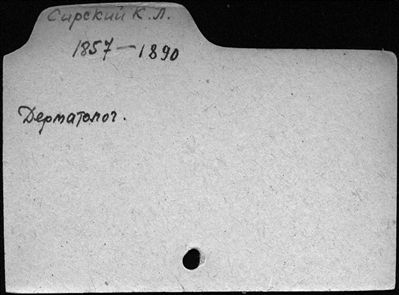 Сирский К. Л.
1857 — 1890
Дерматолог.